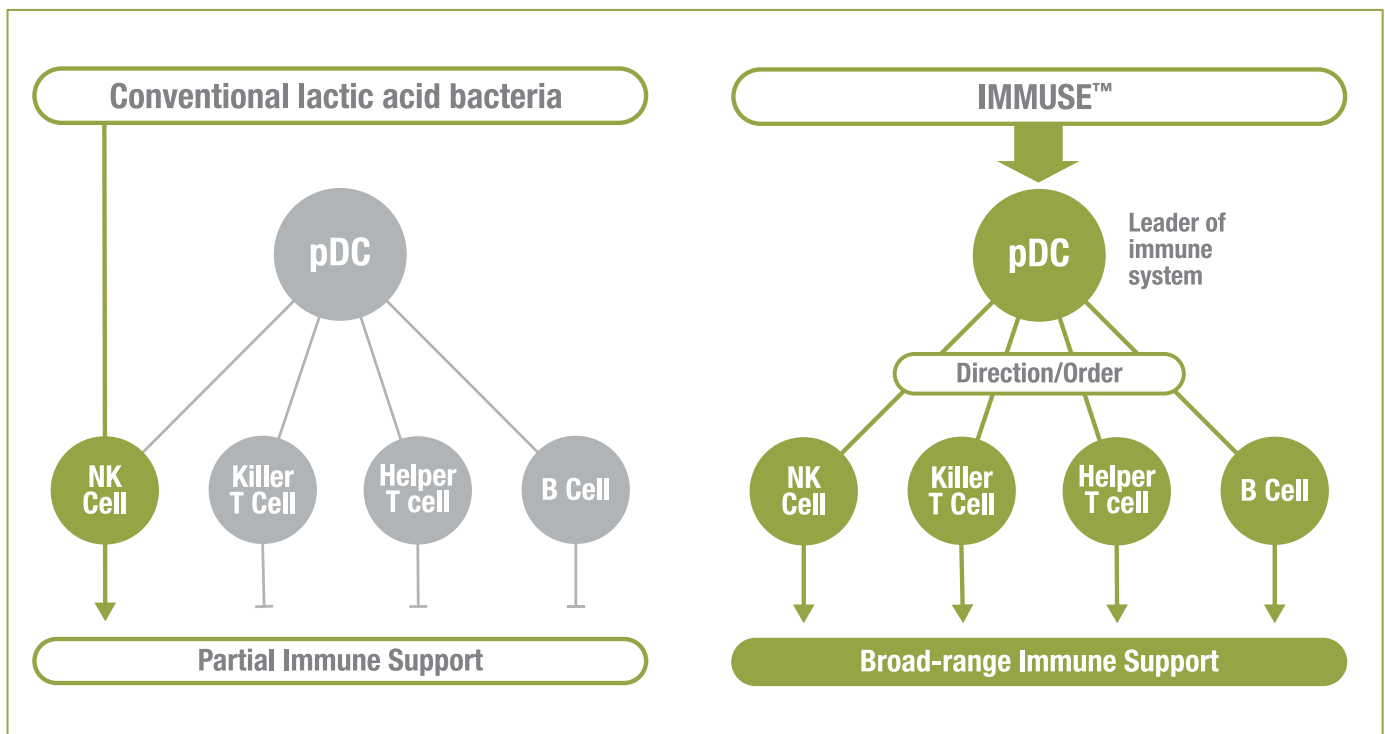 Conventional lactic acid bacteria
pDC
NK
Cell
Killer
T Cell
Helper
T cell
B Cell
Partial Immune Support
IMMUSE™
pDC
Leader of
immune
system
Direction/Order
NK
Cell
Killer
T Cell
Helper
T cell
B Cell
Broad-range Immune Support